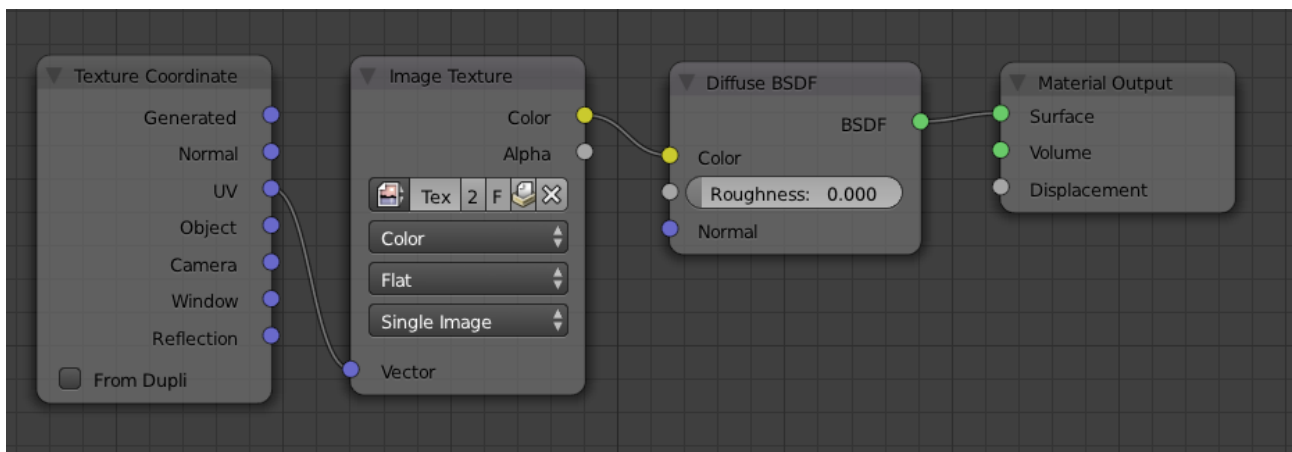 Texture Coordinate
Generated
Normal
UV
Object
Camera
Window
Reflection
From Dupli
Image Texture
Color
Alpha
Tex 2 F
Color
Flat
Single Image
Vector
Diffuse BSDF
BSDF
Color
Roughness: 0.000
Normal
Material Output
Surface
Volume
Displacement